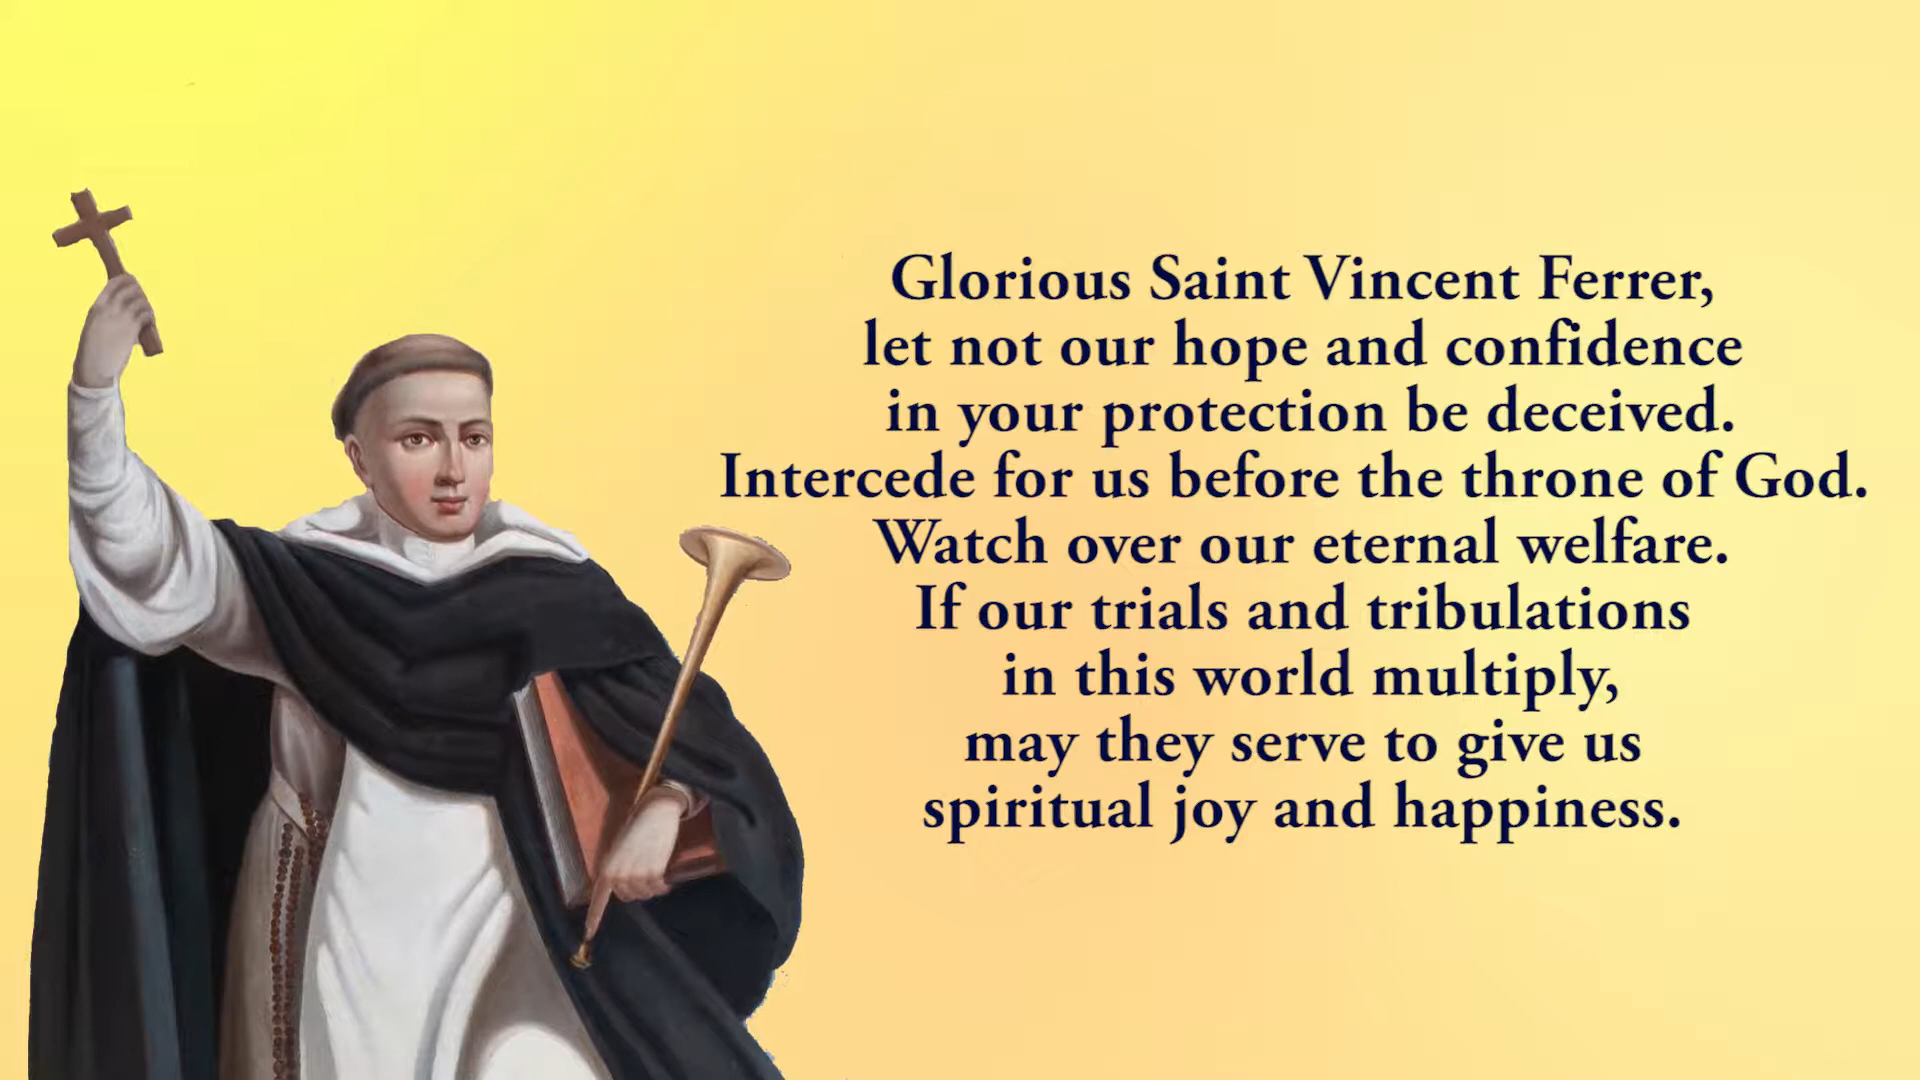 Glorious Saint Vincent Ferrer,
let not our hope and confidence
in your protection be deceived.
Intercede for us before the throne of God.
Watch over our eternal welfare.
If our trials and tribulations
in this world multiply,
may they serve to give us
spiritual joy and happiness.